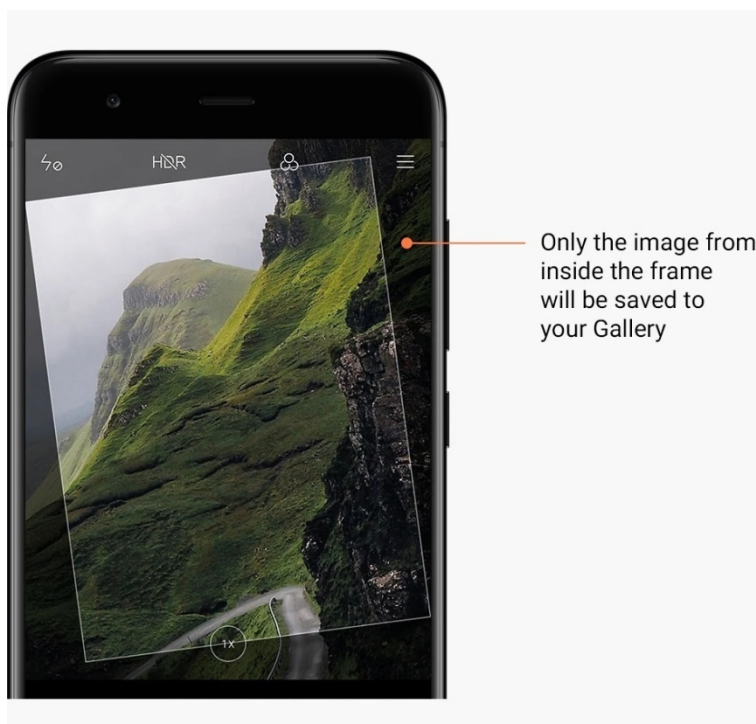 HDR
Only the image from
inside the frame
will be saved to
your Gallery
1X